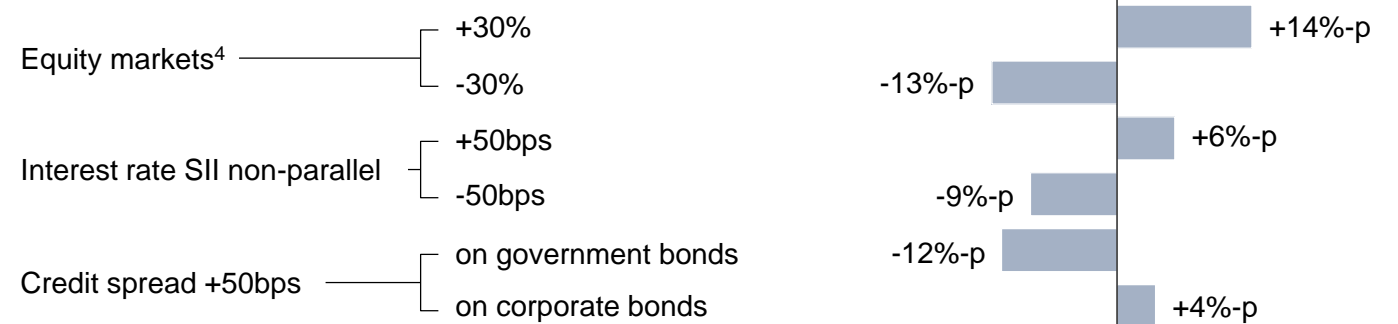 +30% +14%-p
Equity markets4
-30% -13%-p
+50bps +6%-p
Interest rate SII non-parallel
-50bps -9%-p
on government bonds -12%-p
Credit spread +50bps
on corporate bonds +4%-p